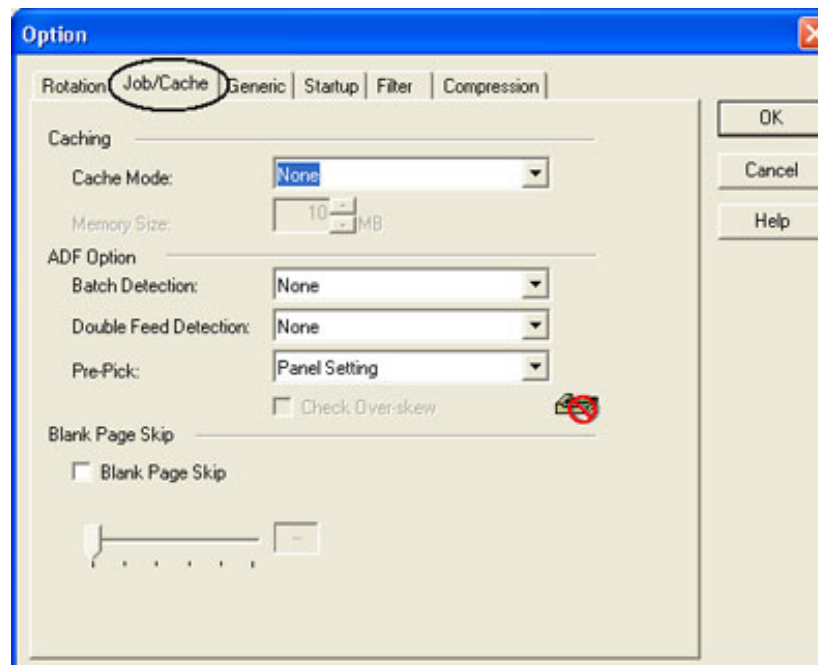 Option
Rotation Job/Cache Generic Startup Filter Compression
OK
Caching
Cache Mode: None
Cancel
Memory Size: 10 MB
Help
ADF Option
Batch Detection: None
Double Feed Detection: None
Pre-Pick: Panel Setting
Check Over-skew
Blank Page Skip
Blank Page Skip
--